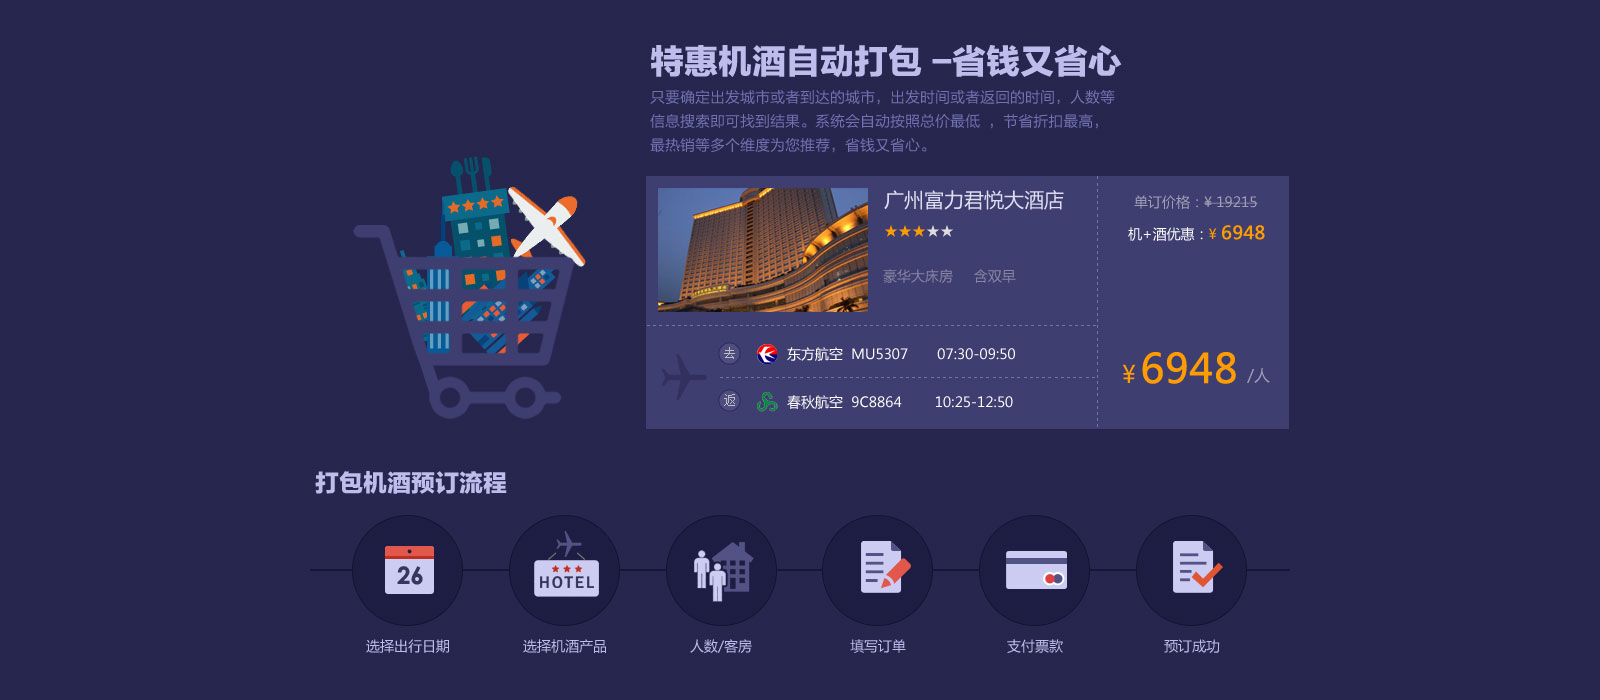 特惠机酒自动打包 –省钱又省心
只要确定出发城市或者到达的城市，出发时间或者返回的时间，人数等
信息搜索即可找到结果。系统会自动按照总价最低 ，节省折扣最高，
最热销等多个维度为您推荐，省钱又省心。
广州富力君悦大酒店
豪华大床房 含双早
单订价格：¥ 19215
机+酒优惠：¥ 6948
去 东方航空 MU5307 07:30-09:50
返 春秋航空 9C8864 10:25-12:50
¥ 6948 /人
打包机酒预订流程
26
HOTEL
选择出行日期
选择机酒产品
人数/客房
填写订单
支付票款
预订成功